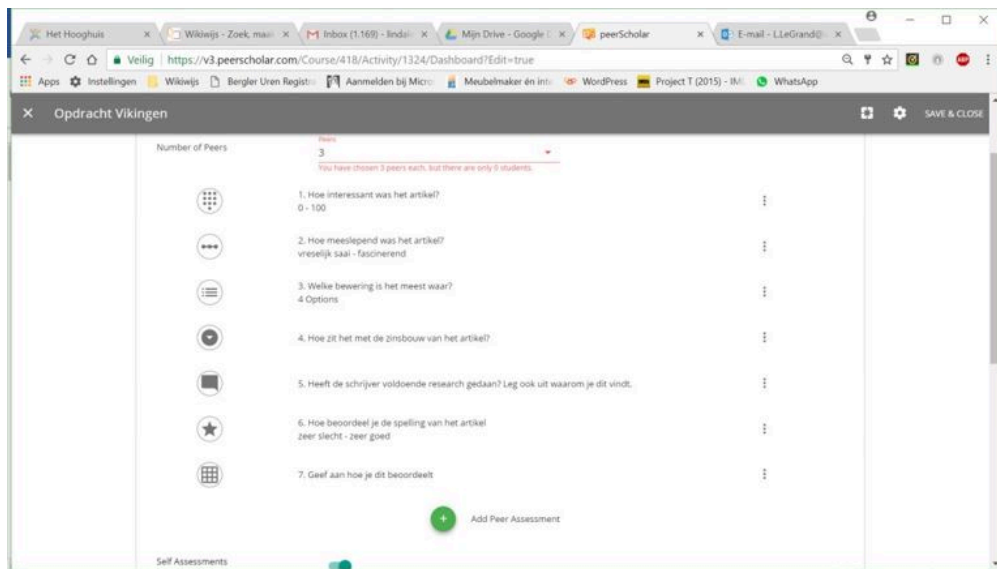 Het Hooghuis
Wikiwijs - Zoek, maa
Inbox (1.169) - lindal
Mijn Drive - Google D
peerScholar
E-mail - LLeGrand@
Veilig https://v3.peerscholar.com/Course/418/Activity/1324/Dashboard?Edit=true
Apps Instellingen Wikiwijs Bergler Uren Registr Aanmelden bij Micro Meubelmaker én inte WordPress Project T (2015) - IM WhatsApp
Opdracht Vikingen SAVE & CLOSE
Number of Peers
Peers
3
You have chosen 3 peers each, but there are only 0 students.
1. Hoe interessant was het artikel?
0 - 100
2. Hoe meeslepend was het artikel?
vreselijk saai - fascinerend
3. Welke bewering is het meest waar?
4 Options
4. Hoe zit het met de zinsbouw van het artikel?
5. Heeft de schrijver voldoende research gedaan? Leg ook uit waarom je dit vindt.
6. Hoe beoordeel je de spelling van het artikel
zeer slecht - zeer goed
7. Geef aan hoe je dit beoordeelt
Add Peer Assessment
Self Assessments